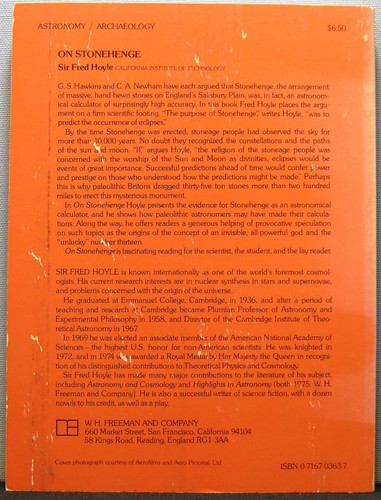 ASTRONOMY / ARCHAEOLOGY $6.50
ON STONEHENGE
Sir Fred Hoyle CALIFORNIA INSTITUTE OF TECHNOLOGY
G. S. Hawkins and C. A. Newham have each argued that Stonehenge, the arrangement
of massive, hand hewn stones on England's Salisbury Plain, was, in fact, an astronom-
ical calculator of surprisingly high accuracy. In this book Fred Hoyle places the argu-
ment on a firm scientific footing. "The purpose of Stonehenge," writes Hoyle, "was to
predict the occurrence of eclipses."
By the time Stonehenge was erected, stoneage people had observed the sky for
more than 10,000 years. No doubt they recognized the constellations and the paths
of the sun and moon. "If," argues Hoyle, "the religion of the stoneage people was
concerned with the worship of the Sun and Moon as divinities, eclipses would be
events of great importance. Successful predictions ahead of time would confer power
and prestige on those who understood how the predictions might be made." Perhaps
this is why paleolithic Britons dragged thirty-five ton stones more than two hundred
miles to erect this mysterious monument.
In On Stonehenge Hoyle presents the evidence for Stonehenge as an astronomical
calculator, and he shows how paleolithic astronomers may have made their calcula-
tions. Along the way, he offers readers a generous helping of provocative speculation
on such topics as the origins of the concept of an invisible, all-powerful god and the
"unlucky" number thirteen.
On Stonehenge is fascinating reading for the scientist, the student, and the lay reader.
SIR FRED HOYLE is known internationally as one of the world's foremost cosmol-
ogists. His current research interests are in nuclear synthesis in stars and supernovae,
and problems concerned with the origin of the universe.
He graduated at Emmanuel College, Cambridge, in 1936, and after a period of
teaching and research at Cambridge became Plumian Professor of Astronomy and
Experimental Philosophy in 1958, and Director of the Cambridge Institute of Theo-
retical Astronomy in 1967.
In 1969 he was elected an associate member of the American National Academy of
Sciences—the highest U.S. honor for non-American scientists. He was knighted in
1972, and in 1974 was awarded a Royal Medal by Her Majesty the Queen in recogni-
tion of his distinguished contributions to Theoretical Physics and Cosmology.
Sir Fred Hoyle has made many major contributions to the literature of his subject,
including Astronomy and Cosmology and Highlights in Astronomy (both 1975, W. H.
Freeman and Company). He is also a successful writer of science fiction, with a dozen
novels to his credit, as well as a play.
W. H. FREEMAN AND COMPANY
660 Market Street, San Francisco, California 94104
58 Kings Road, Reading, England RG1 3AA
Cover photograph courtesy of Aerofilms and Aero Pictorial, Ltd.
ISBN 0-7167-0363-7